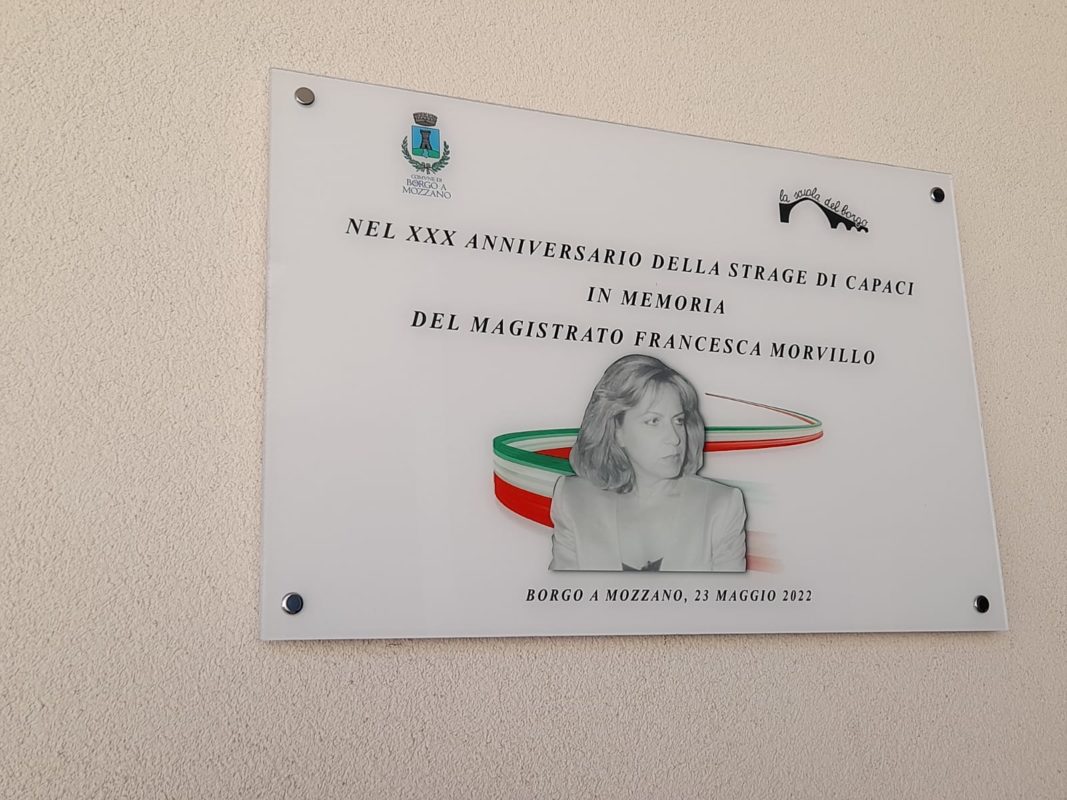 COMUNE DI
BORGO A
MOZZANO
la scuola del borgo
NEL XXX ANNIVERSARIO DELLA STRAGE DI CAPACI
IN MEMORIA
DEL MAGISTRATO FRANCESCA MORVILLO
BORGO A MOZZANO, 23 MAGGIO 2022